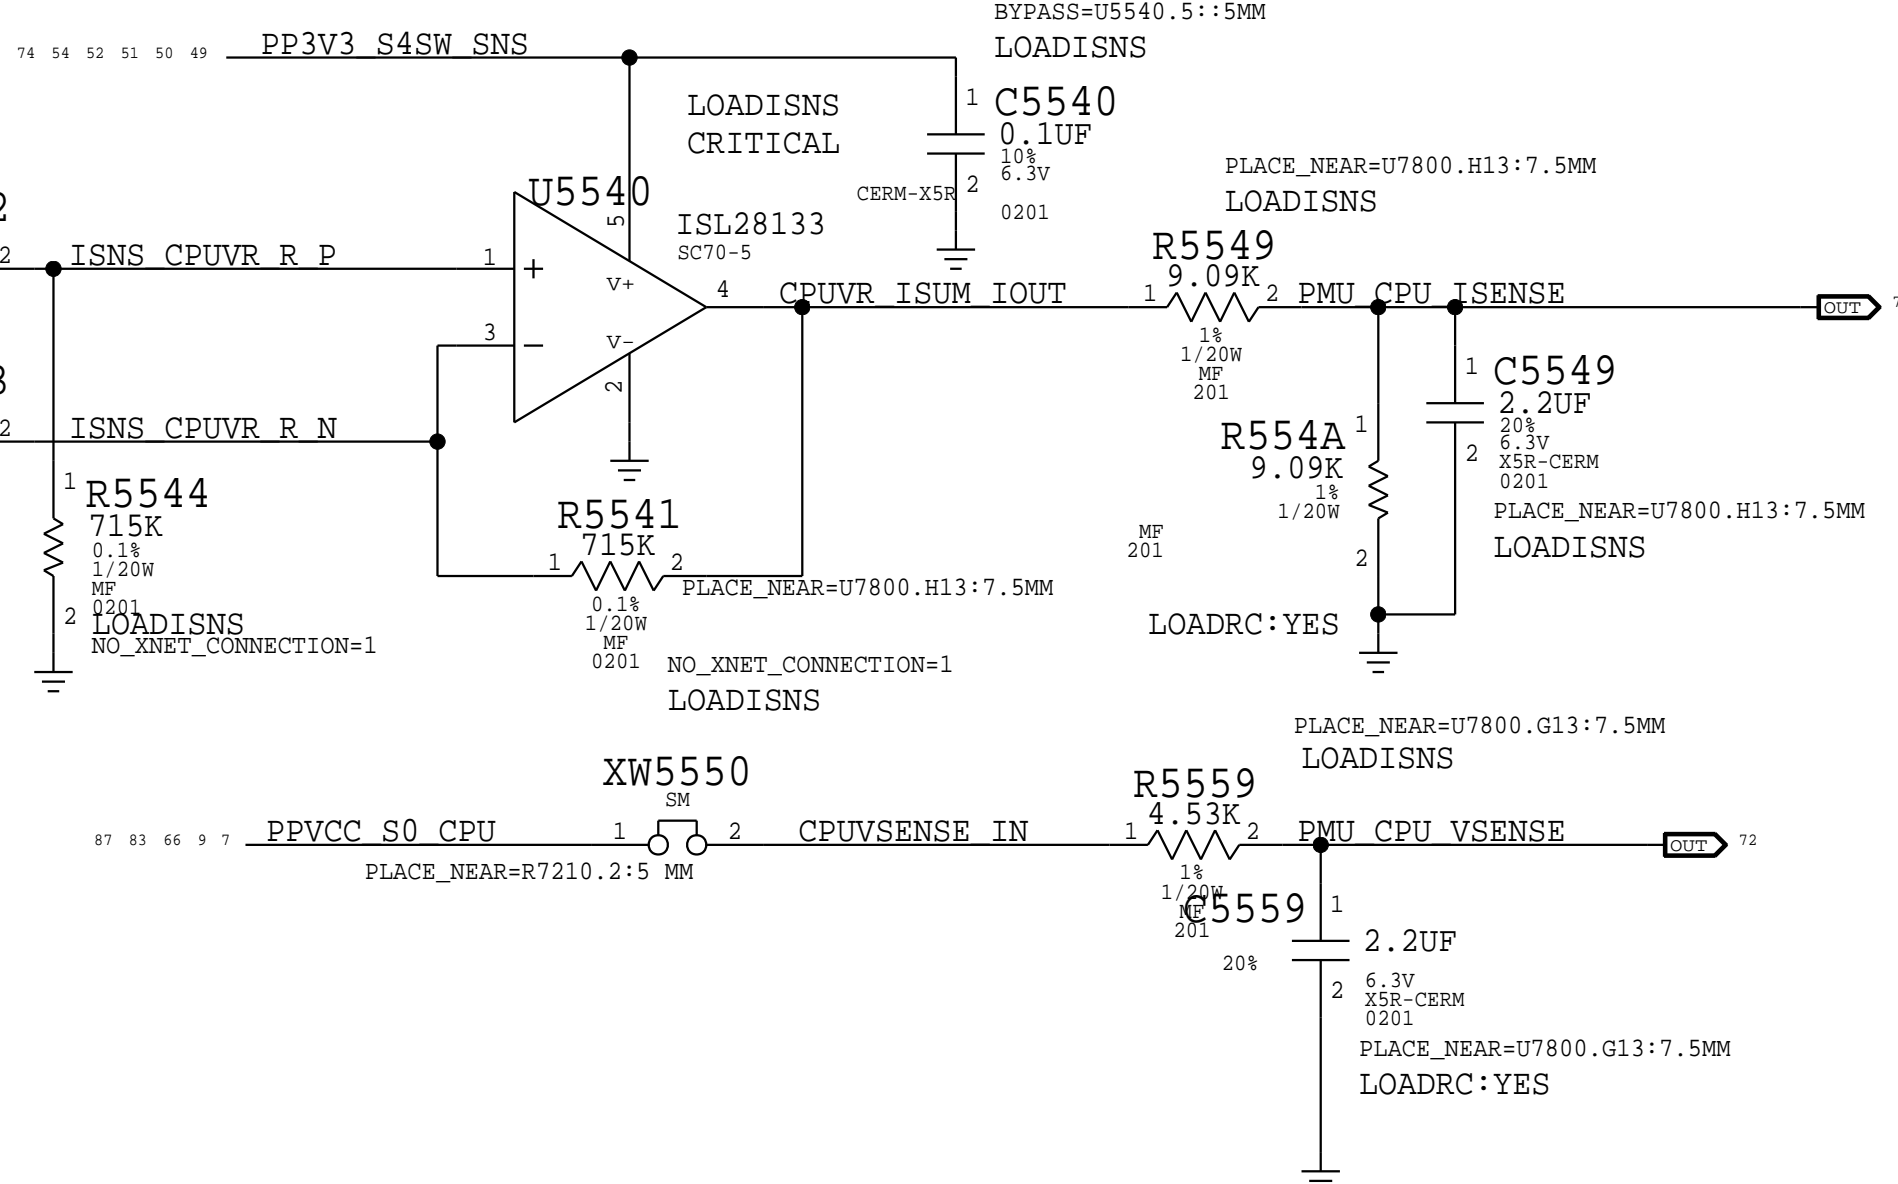 BYPASS=U5540.5::5MM
LOADISNS
74 54 52 51 50 49
PP3V3_S4SW_SNS
LOADISNS
CRITICAL
1
C5540
0.1UF
10%
6.3V
CERM-X5R
2
0201
PLACE_NEAR=U7800.H13:7.5MM
LOADISNS
U5540
5
ISL28133
SC70-5
2
2
ISNS_CPUVR_R_P
1
+
V+
4
CPUVR_ISUM_IOUT
R5549
9.09K
1
2
1%
1/20W
MF
201
PMU_CPU_ISENSE
OUT
3
−
V−
2
3
2
ISNS_CPUVR_R_N
1
C5549
2.2UF
20%
6.3V
2
X5R-CERM
0201
PLACE_NEAR=U7800.H13:7.5MM
LOADISNS
R554A
1
9.09K
1%
1/20W
MF
201
2
LOADRC:YES
1
R5544
715K
0.1%
1/20W
MF
0201
2
LOADISNS
NO_XNET_CONNECTION=1
R5541
715K
1
2
PLACE_NEAR=U7800.H13:7.5MM
0.1%
1/20W
MF
0201
NO_XNET_CONNECTION=1
LOADISNS
PLACE_NEAR=U7800.G13:7.5MM
LOADISNS
XW5550
SM
87 83 66 9 7
PPVCC_S0_CPU
1
2
PLACE_NEAR=R7210.2:5 MM
CPUVSENSE_IN
R5559
4.53K
1
2
1%
1/20W
MF
201
PMU_CPU_VSENSE
OUT
72
C5559
1
2.2UF
20%
2
6.3V
X5R-CERM
0201
PLACE_NEAR=U7800.G13:7.5MM
LOADRC:YES